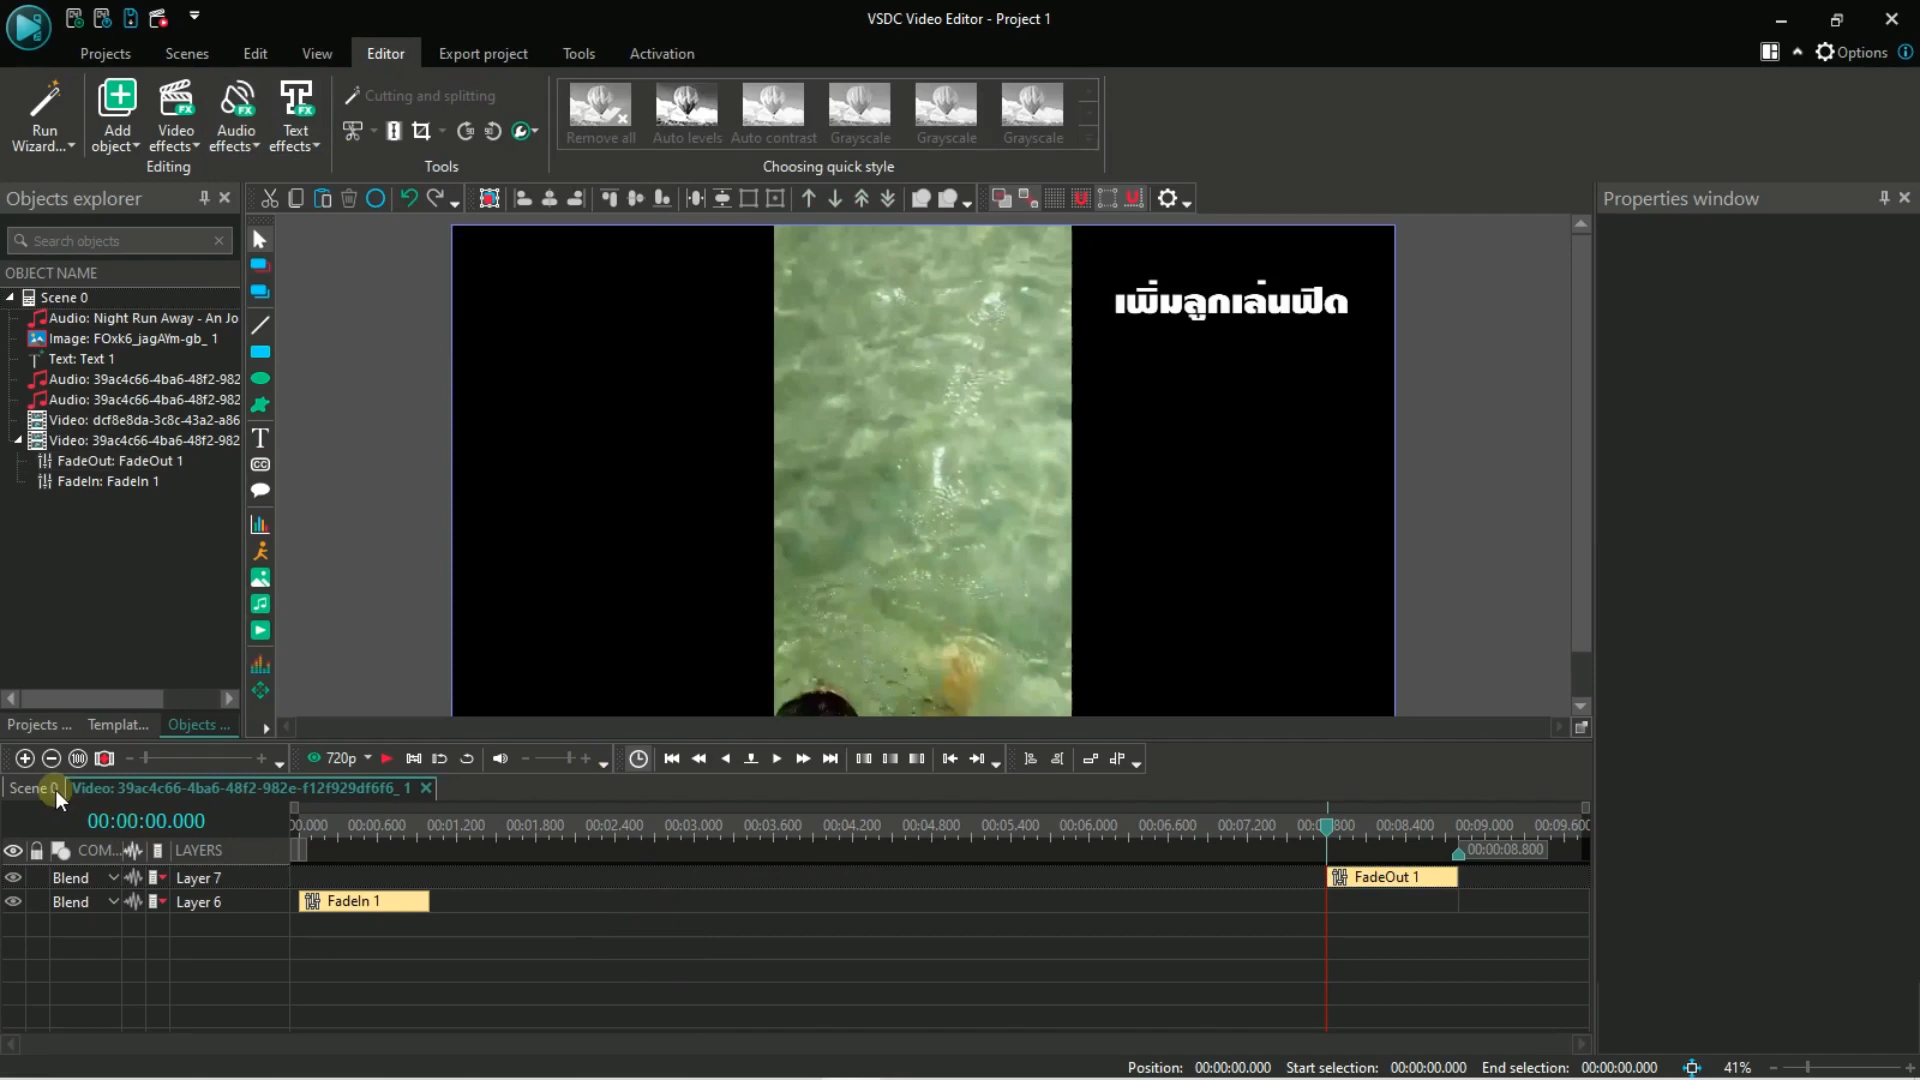 VSDC Video Editor - Project 1
Projects Scenes Edit View Editor Export project Tools Activation Options
Run Wizard...
Add object
Video effects
Audio effects
Text effects
Editing
Cutting and splitting
Tools
Remove all Auto levels Auto contrast Grayscale Grayscale Grayscale
Choosing quick style
Objects explorer
Search objects
OBJECT NAME
Scene 0
Audio: Night Run Away - An Jo
Image: FOxk6_jagAYm-gb_ 1
Text: Text 1
Audio: 39ac4c66-4ba6-48f2-982
Audio: 39ac4c66-4ba6-48f2-982
Video: dcf8e8da-3c8c-43a2-a86
Video: 39ac4c66-4ba6-48f2-982
FadeOut: FadeOut 1
FadeIn: FadeIn 1
Projects ... Templat... Objects ...
Properties window
เพิ่มลูกเล่นฟิด
720p
Scene 0 Video: 39ac4c66-4ba6-48f2-982e-f12f929df6f6_ 1
00:00:00.000
0.000 00:00.600 00:01.200 00:01.800 00:02.400 00:03.000 00:03.600 00:04.200 00:04.800 00:05.400 00:06.000 00:06.600 00:07.200 00:0 .800 00:08.400 00:09.000 00:09.600
COM... LAYERS 00:00:08.800
Blend Layer 7 FadeOut 1
Blend Layer 6 FadeIn 1
Position: 00:00:00.000 Start selection: 00:00:00.000 End selection: 00:00:00.000 41%